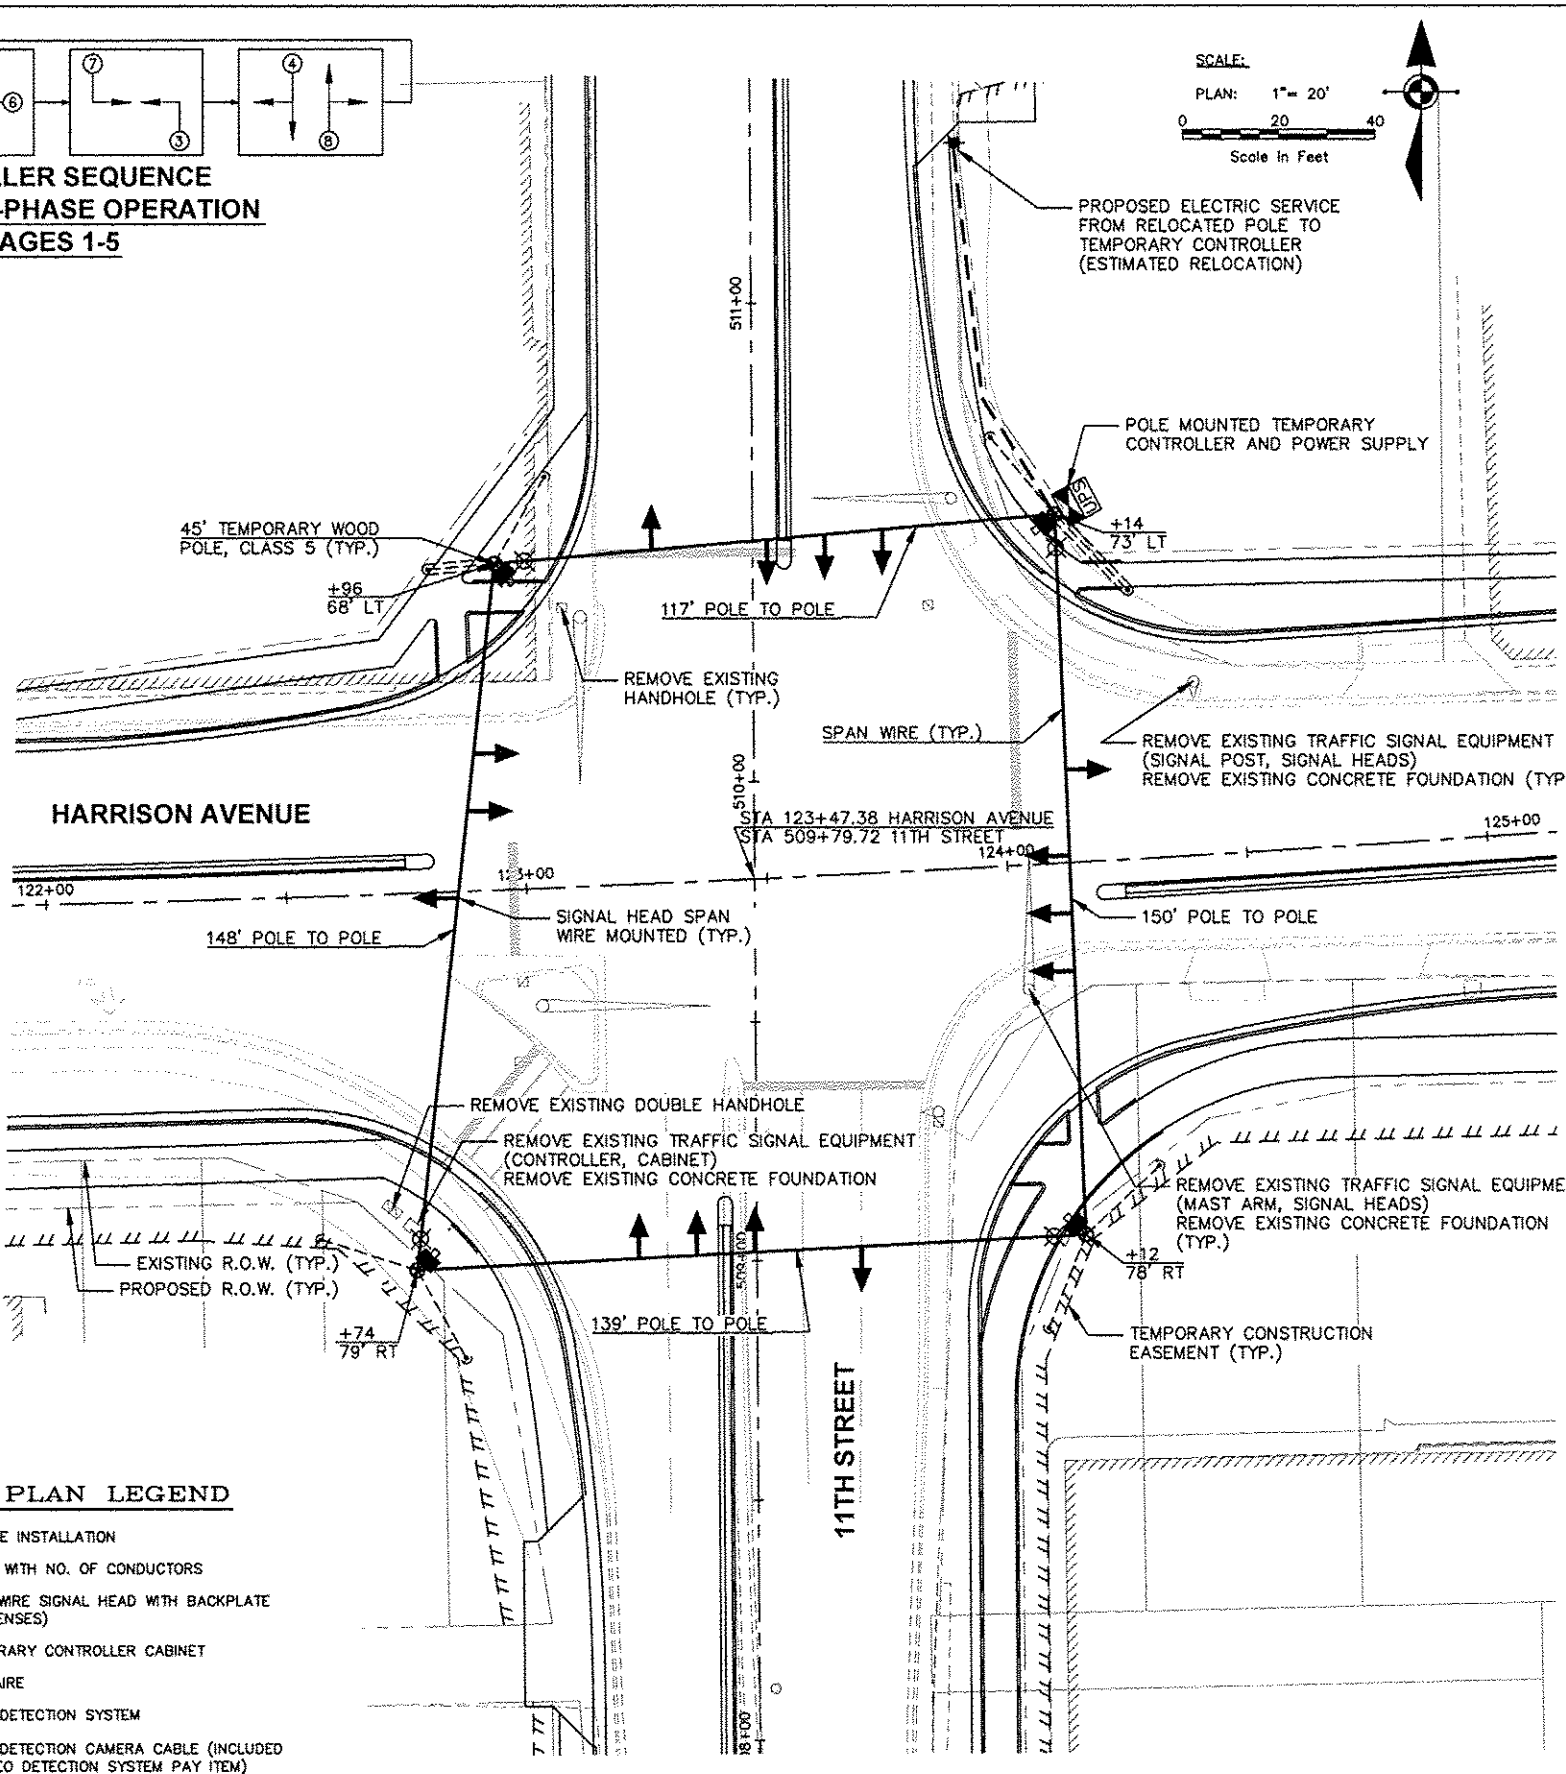 7
6
3
4
8
LLER SEQUENCE
-PHASE OPERATION
AGES 1-5
SCALE:
PLAN: 1"= 20'
0 20 40
Scale In Feet
PROPOSED ELECTRIC SERVICE
FROM RELOCATED POLE TO
TEMPORARY CONTROLLER
(ESTIMATED RELOCATION)
511+00
POLE MOUNTED TEMPORARY
CONTROLLER AND POWER SUPPLY
UPS
+14
73' LT
45' TEMPORARY WOOD
POLE, CLASS 5 (TYP.)
+96
68' LT
117' POLE TO POLE
REMOVE EXISTING
HANDHOLE (TYP.)
SPAN WIRE (TYP.)
REMOVE EXISTING TRAFFIC SIGNAL EQUIPMENT
(SIGNAL POST, SIGNAL HEADS)
REMOVE EXISTING CONCRETE FOUNDATION (TYP
HARRISON AVENUE
510+00
STA 123+47.38 HARRISON AVENUE
STA 509+79.72 11TH STREET
122+00
124+00
125+00
SIGNAL HEAD SPAN
WIRE MOUNTED (TYP.)
148' POLE TO POLE
150' POLE TO POLE
REMOVE EXISTING DOUBLE HANDHOLE
REMOVE EXISTING TRAFFIC SIGNAL EQUIPMENT
(CONTROLLER, CABINET)
REMOVE EXISTING CONCRETE FOUNDATION
REMOVE EXISTING TRAFFIC SIGNAL EQUIPME
(MAST ARM, SIGNAL HEADS)
REMOVE EXISTING CONCRETE FOUNDATION
(TYP.)
+12
78' RT
EXISTING R.O.W. (TYP.)
PROPOSED R.O.W. (TYP.)
+74
79' RT
509+00
139' POLE TO POLE
TEMPORARY CONSTRUCTION
EASEMENT (TYP.)
11TH STREET
PLAN LEGEND
E INSTALLATION
WITH NO. OF CONDUCTORS
WIRE SIGNAL HEAD WITH BACKPLATE
ENSES)
RARY CONTROLLER CABINET
AIRE
DETECTION SYSTEM
DETECTION CAMERA CABLE (INCLUDED
EO DETECTION SYSTEM PAY ITEM)
8+00